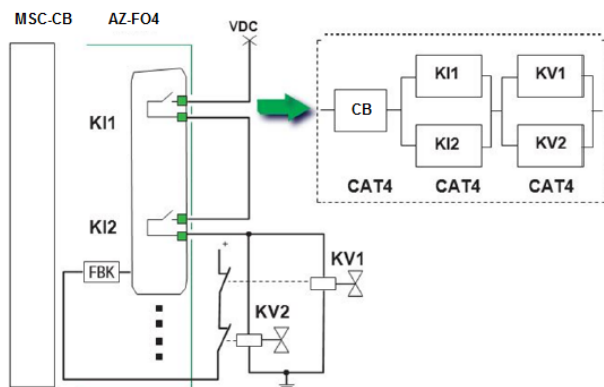 MSC-CB AZ-FO4
VDC
KI1
KI2
FBK
+
KV1
KV2
CB
KI1
KI2
KV1
KV2
CAT4 CAT4 CAT4